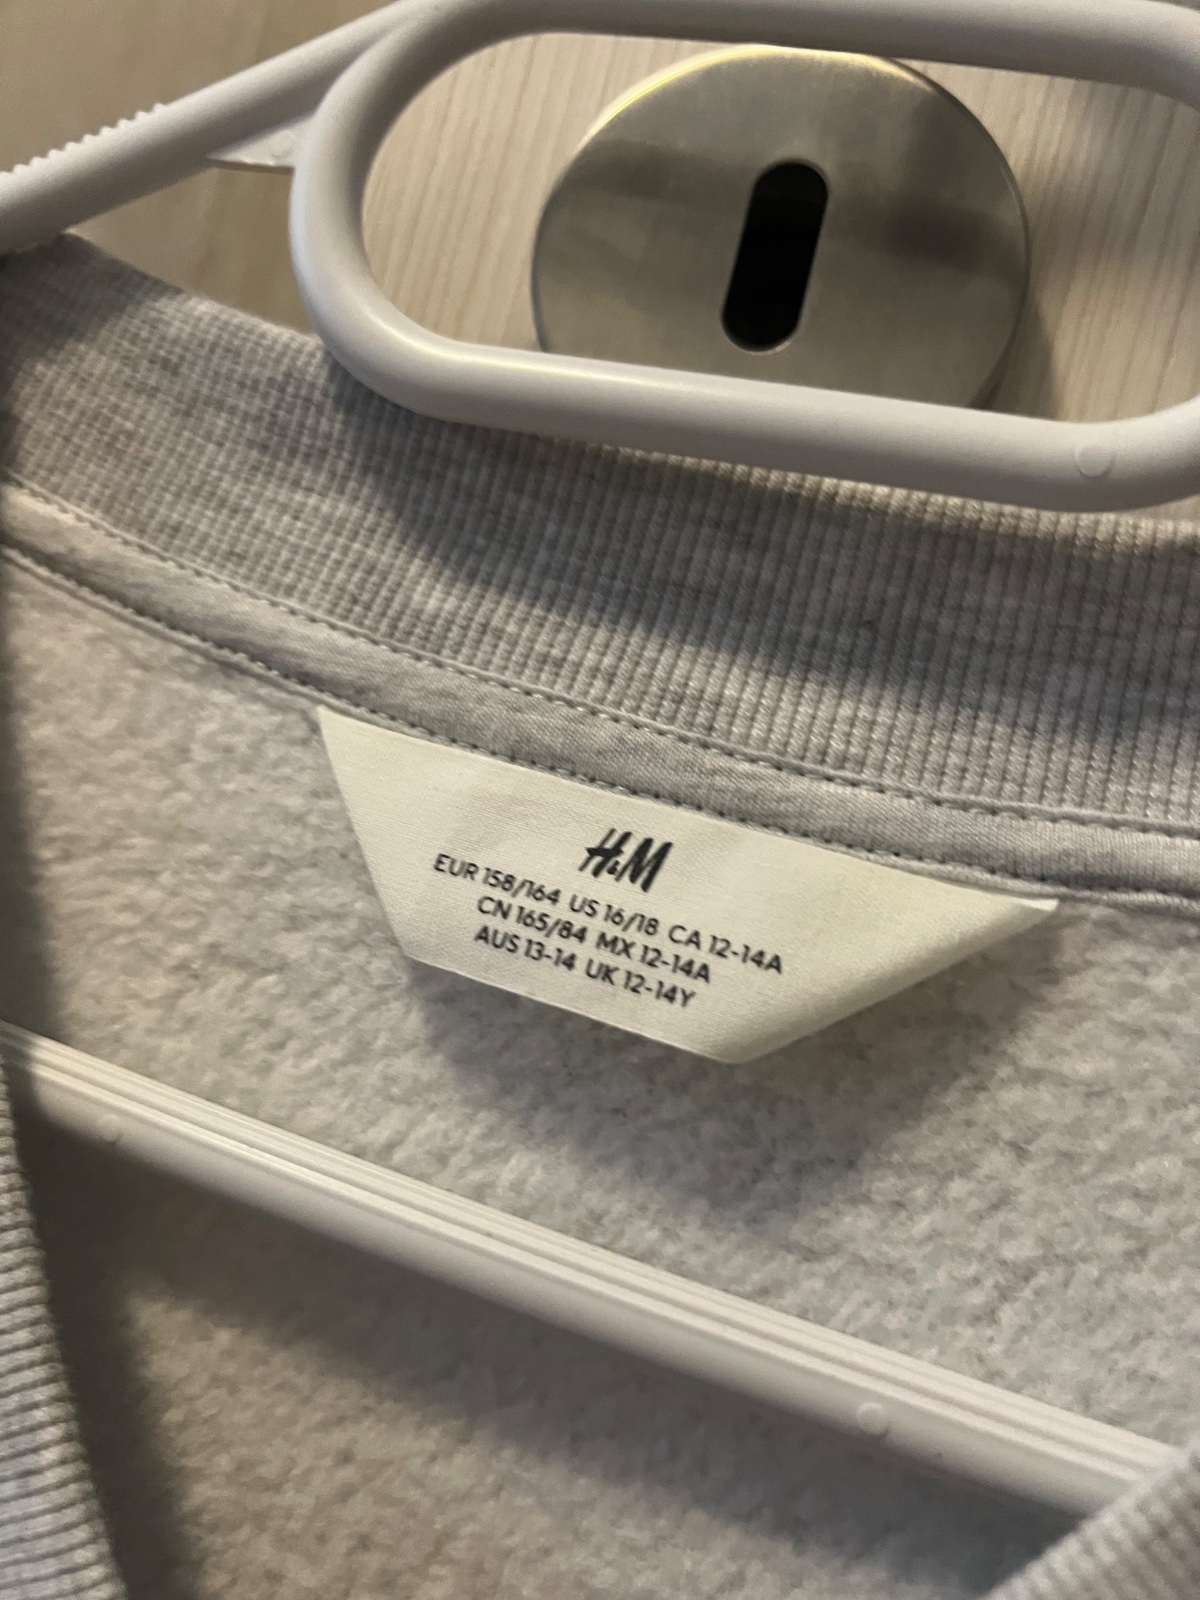 H&M
EUR 158/164 US 16/18 CA 12-14A
CN 165/84 MX 12-14A
AUS 13-14 UK 12-14Y